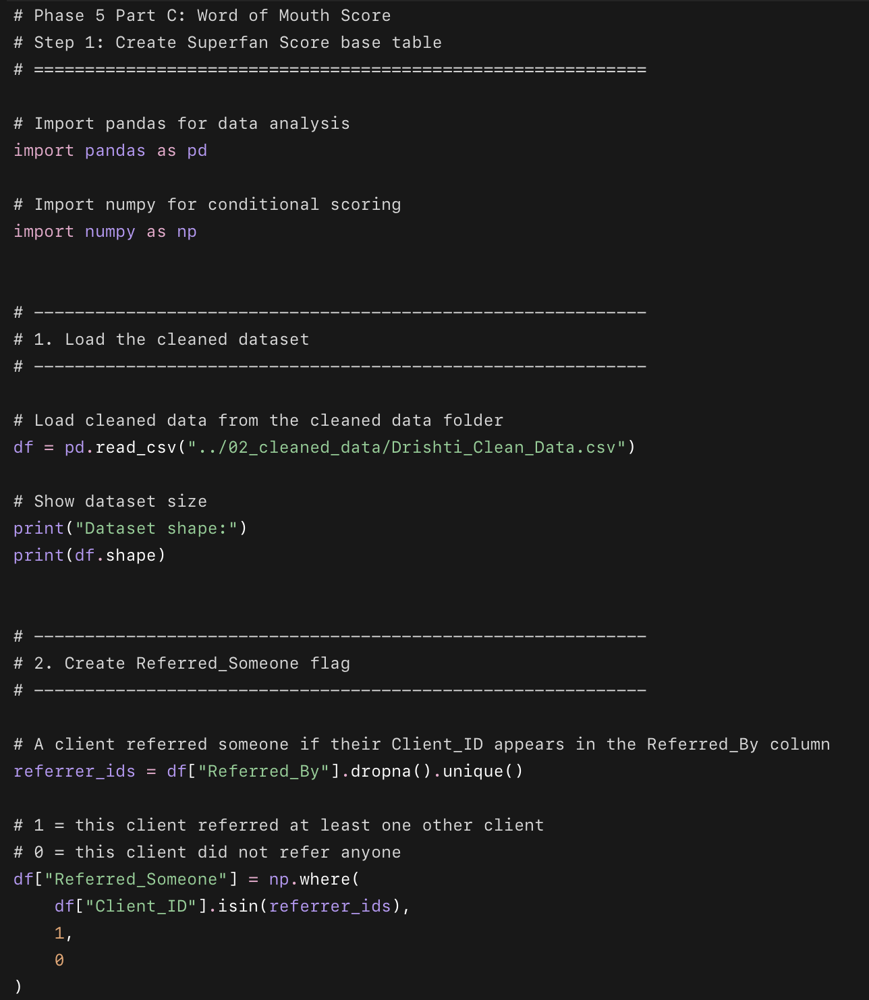 # Phase 5 Part C: Word of Mouth Score
# Step 1: Create Superfan Score base table
# ============================================================
# Import pandas for data analysis
import pandas as pd
# Import numpy for conditional scoring
import numpy as np
# ------------------------------------------------------------
# 1. Load the cleaned dataset
# ------------------------------------------------------------
# Load cleaned data from the cleaned data folder
df = pd.read_csv("../02_cleaned_data/Drishti_Clean_Data.csv")
# Show dataset size
print("Dataset shape:")
print(df.shape)
# ------------------------------------------------------------
# 2. Create Referred_Someone flag
# ------------------------------------------------------------
# A client referred someone if their Client_ID appears in the Referred_By column
referrer_ids = df["Referred_By"].dropna().unique()
# 1 = this client referred at least one other client
# 0 = this client did not refer anyone
df["Referred_Someone"] = np.where(
    df["Client_ID"].isin(referrer_ids),
    1,
    0
)